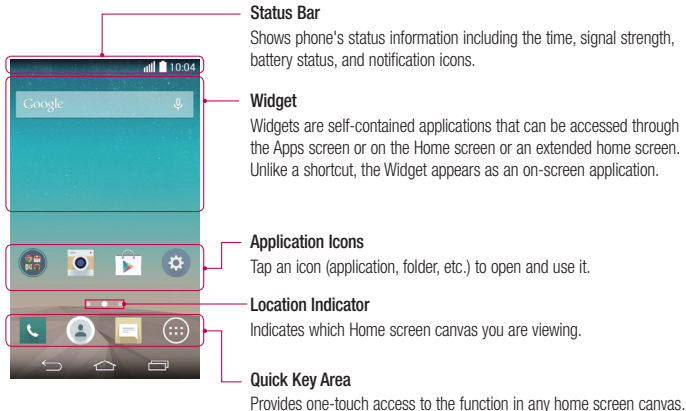 Status Bar
Shows phone's status information including the time, signal strength,
battery status, and notification icons.
10:04
Google
Widget
Widgets are self-contained applications that can be accessed through
the Apps screen or on the Home screen or an extended home screen.
Unlike a shortcut, the Widget appears as an on-screen application.
Application Icons
Tap an icon (application, folder, etc.) to open and use it.
Location Indicator
Indicates which Home screen canvas you are viewing.
Quick Key Area
Provides one-touch access to the function in any home screen canvas.